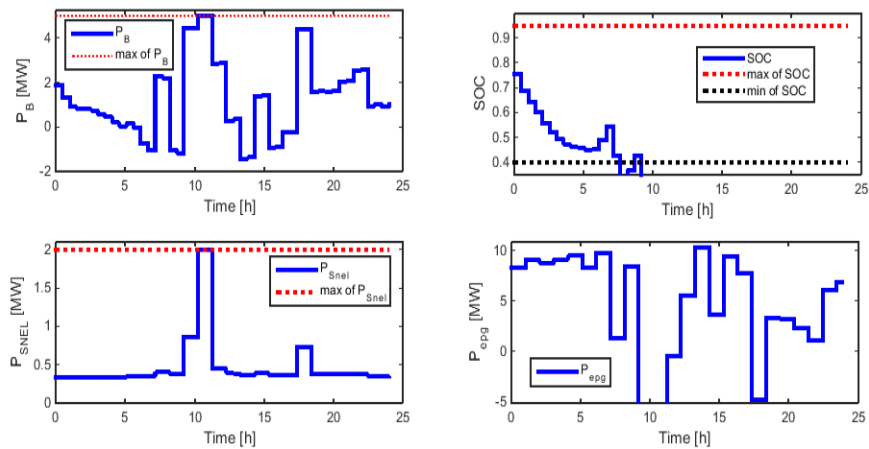 P_B [MW]
4
2
0
-2
P_B
max of P_B
0 5 10 15 20 25
Time [h]
SOC
0.9
0.8
0.7
0.6
0.5
0.4
SOC
max of SOC
min of SOC
0 5 10 15 20 25
Time [h]
P_SNEL [MW]
2
1.5
1
0.5
0
P_Snel
max of P_Snel
0 5 10 15 20 25
Time [h]
P_epg [MW]
10
5
0
-5
P_epg
0 5 10 15 20 25
Time [h]